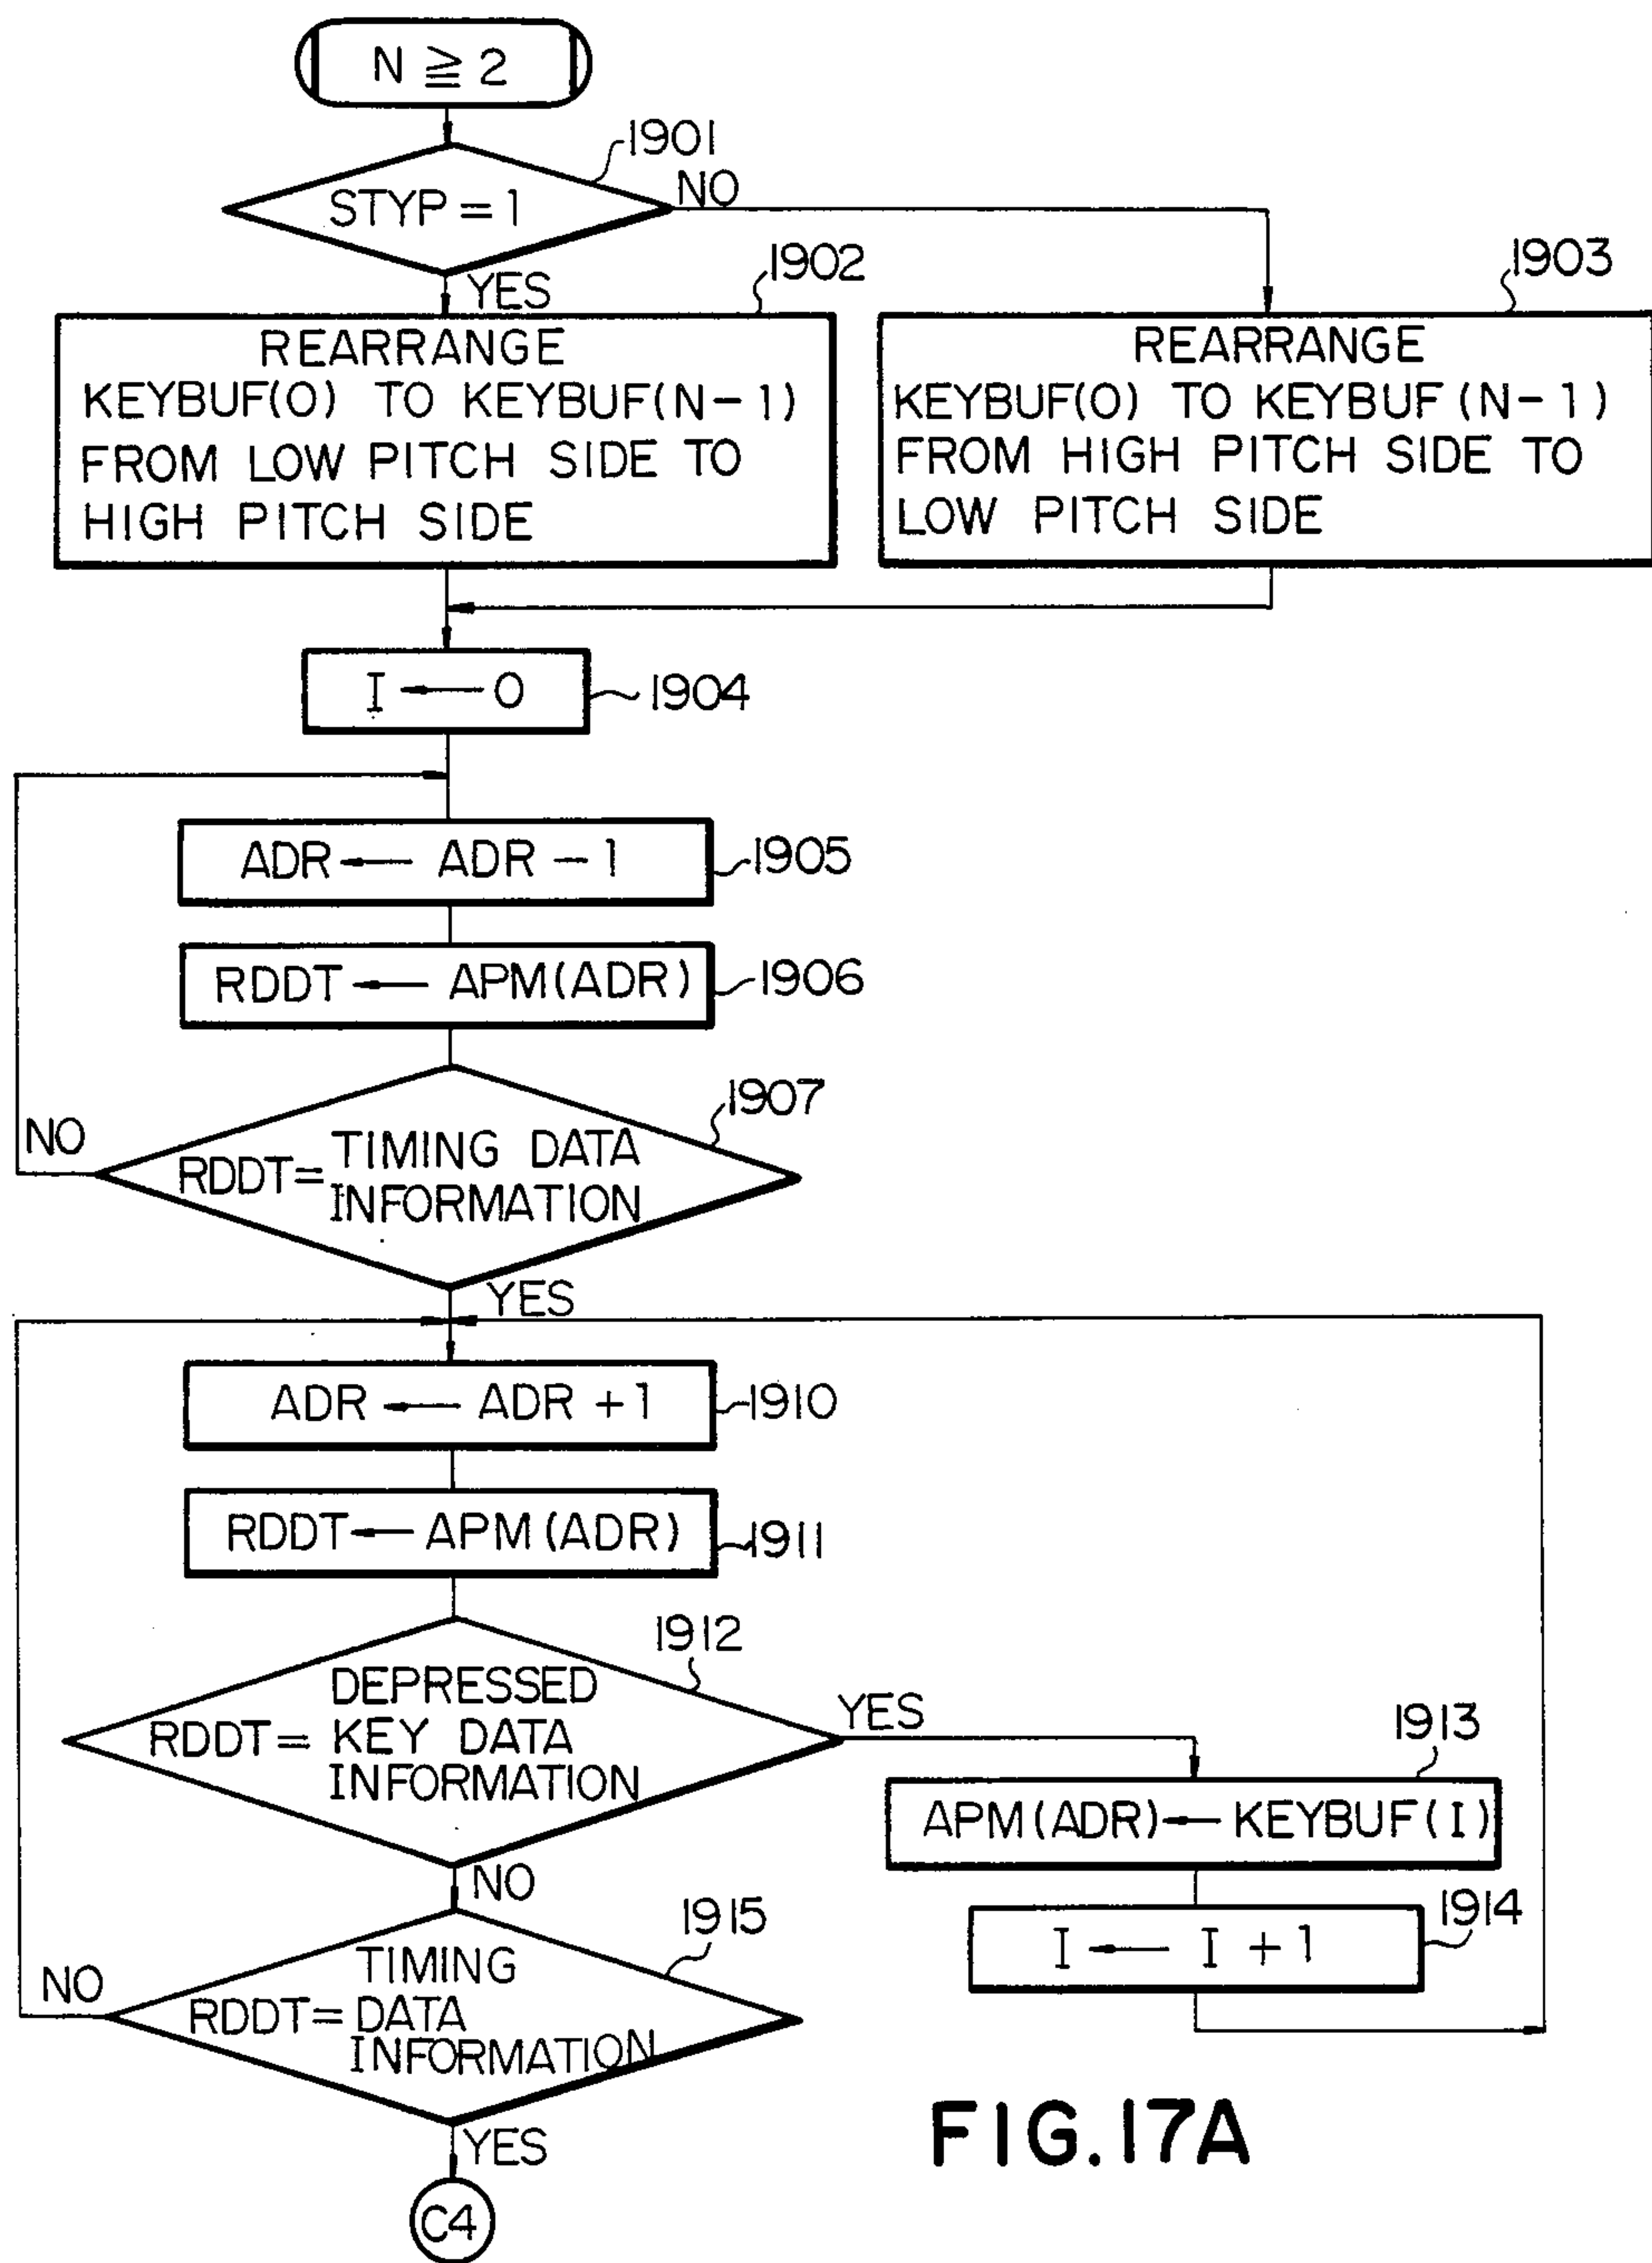 N ≧ 2
1901
STYP = 1
NO
YES
1902
1903
REARRANGE
KEYBUF(0) TO KEYBUF(N-1)
FROM LOW PITCH SIDE TO
HIGH PITCH SIDE
REARRANGE
KEYBUF(0) TO KEYBUF (N-1)
FROM HIGH PITCH SIDE TO
LOW PITCH SIDE
I ← 0
1904
ADR ← ADR - 1
1905
RDDT ← APM(ADR)
1906
1907
NO
RDDT = TIMING DATA
INFORMATION
YES
ADR ← ADR + 1
1910
RDDT ← APM(ADR)
1911
1912
DEPRESSED
RDDT = KEY DATA
INFORMATION
YES
1913
APM(ADR) ← KEYBUF(I)
NO
1914
I ← I + 1
1915
NO
TIMING
RDDT = DATA
INFORMATION
YES
C4
FIG. 17A